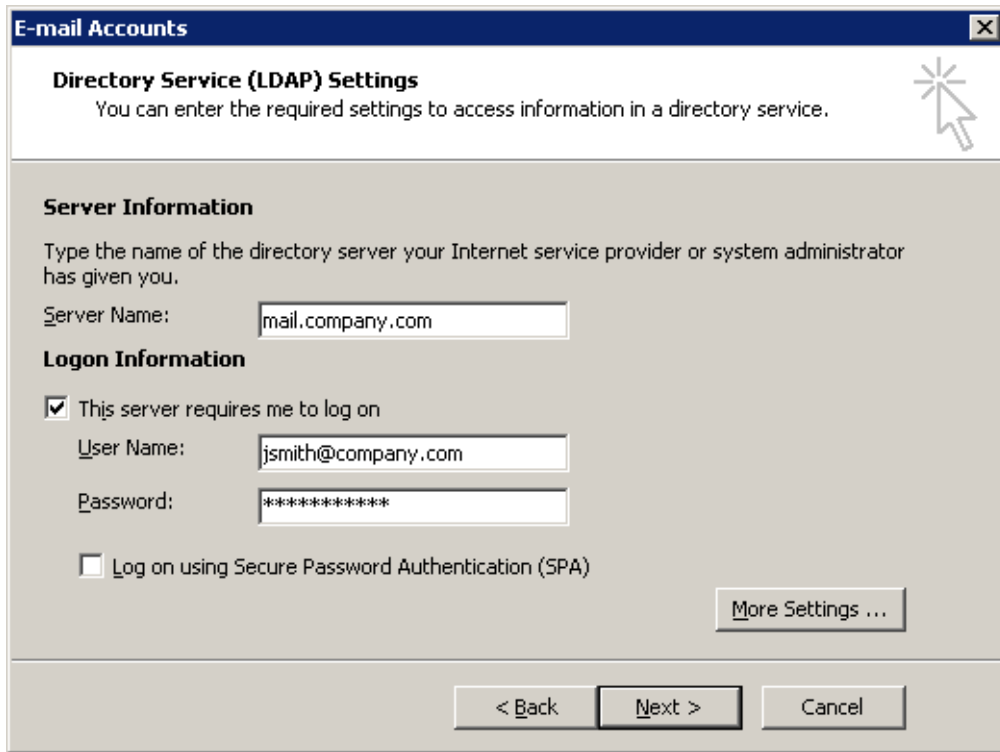 E-mail Accounts
Directory Service (LDAP) Settings
You can enter the required settings to access information in a directory service.
Server Information
Type the name of the directory server your Internet service provider or system administrator
has given you.
Server Name: mail.company.com
Logon Information
This server requires me to log on
User Name: jsmith@company.com
Password: ***********
Log on using Secure Password Authentication (SPA)
More Settings ...
< Back Next > Cancel